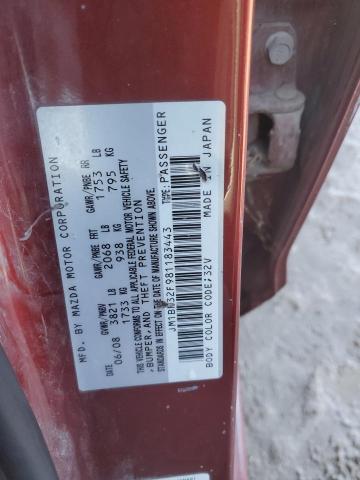 MFD. BY MAZDA MOTOR CORPORATION
GVWR/PNBV GAWR/PNBE FRT GAWR/PNBE RR
06/08 3821 LB 2068 LB 1753 LB
1733 KG 938 KG 795 KG
THIS VEHICLE CONFORMS TO ALL APPLICABLE FEDERAL MOTOR VEHICLE SAFETY
, BUMPER, AND THEFT PREVENTION
STANDARDS IN EFFECT ON THE DATE OF MANUFACTURE SHOWN ABOVE.
JM1BK32F981183443 TYPE:PASSENGER
BODY COLOR CODE/32V MADE IN JAPAN